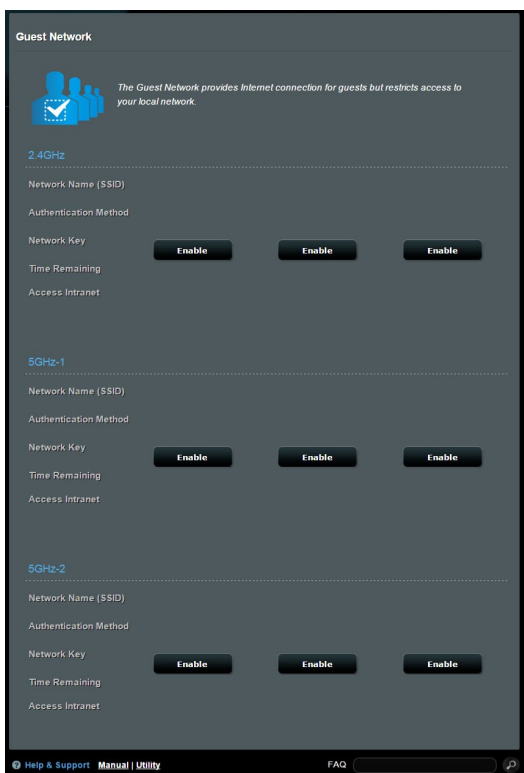 Guest Network
The Guest Network provides Internet connection for guests but restricts access to
your local network.
2.4GHz
Network Name (SSID)
Authentication Method
Network Key
Enable Enable Enable
Time Remaining
Access Intranet
5GHz-1
Network Name (SSID)
Authentication Method
Network Key
Enable Enable Enable
Time Remaining
Access Intranet
5GHz-2
Network Name (SSID)
Authentication Method
Network Key
Enable Enable Enable
Time Remaining
Access Intranet
? Help & Support Manual | Utility FAQ